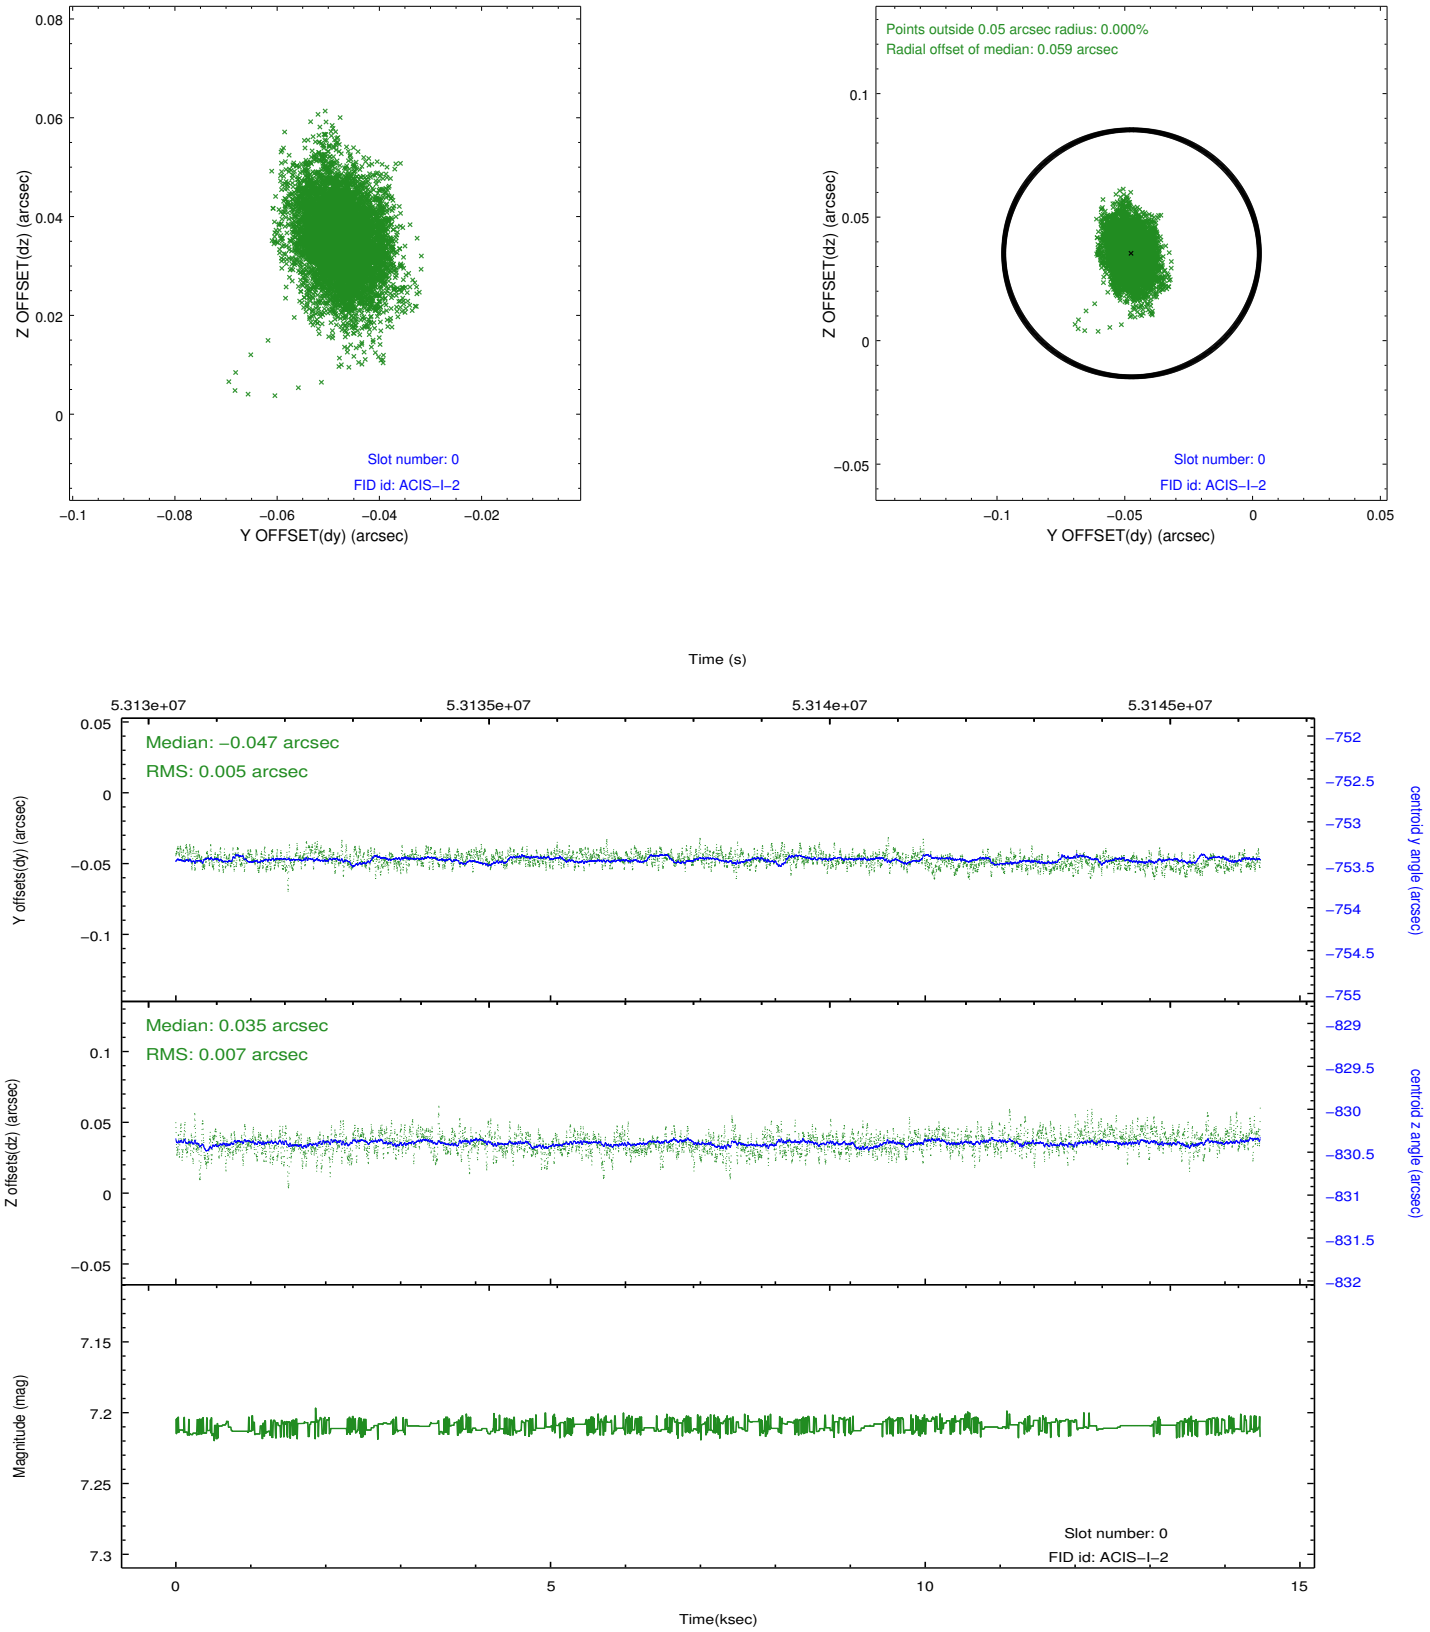 0.08
0.06
0.04
0.02
0
Z OFFSET(dz) (arcsec)
Slot number: 0
FID id: ACIS−I−2
−0.1
−0.08
−0.06
−0.04
−0.02
Y OFFSET(dy) (arcsec)
Points outside 0.05 arcsec radius: 0.000%
Radial offset of median: 0.059 arcsec
0.1
0.05
0
−0.05
Z OFFSET(dz) (arcsec)
Slot number: 0
FID id: ACIS−I−2
−0.1
−0.05
0
0.05
Y OFFSET(dy) (arcsec)
Time (s)
5.313e+07
5.3135e+07
5.314e+07
5.3145e+07
0.05
0
−0.05
−0.1
Y offsets(dy) (arcsec)
Median: −0.047 arcsec
RMS: 0.005 arcsec
−752
−752.5
−753
−753.5
−754
−754.5
−755
centroid y angle (arcsec)
0.1
0.05
0
−0.05
Z offsets(dz) (arcsec)
Median: 0.035 arcsec
RMS: 0.007 arcsec
−829
−829.5
−830
−830.5
−831
−831.5
−832
centroid z angle (arcsec)
7.15
7.2
7.25
7.3
Magnitude (mag)
Slot number: 0
FID id: ACIS−I−2
0
5
10
15
Time(ksec)